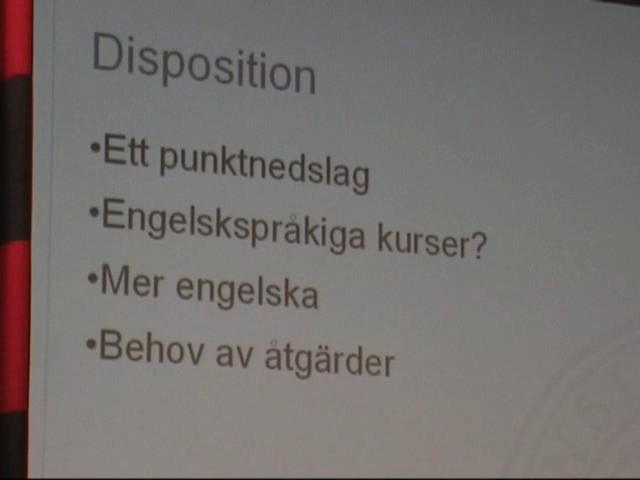 Disposition
•Ett punktnedslag
•Engelskspråkiga kurser?
•Mer engelska
•Behov av åtgärder